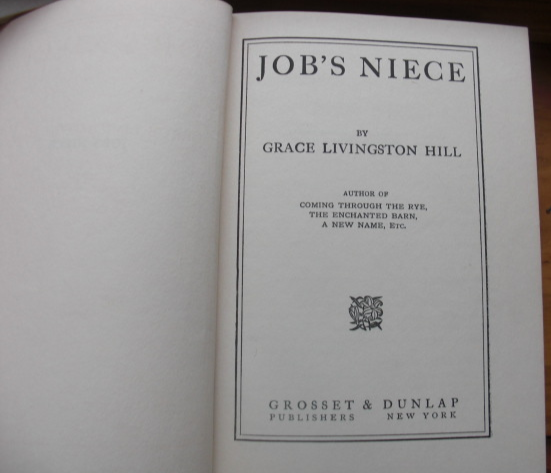 JOB'S NIECE
BY
GRACE LIVINGSTON HILL
AUTHOR OF
COMING THROUGH THE RYE,
THE ENCHANTED BARN,
A NEW NAME, ETC.
GROSSET & DUNLAP
PUBLISHERS NEW YORK